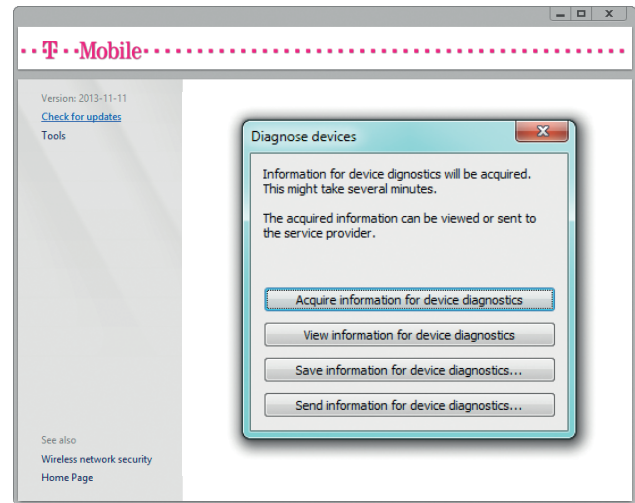 T Mobile
Version: 2013-11-11
Check for updates
Tools
Diagnose devices
Information for device dignostics will be acquired.
This might take several minutes.
The acquired information can be viewed or sent to
the service provider.
Acquire information for device diagnostics
View information for device diagnostics
Save information for device diagnostics...
Send information for device diagnostics...
See also
Wireless network security
Home Page